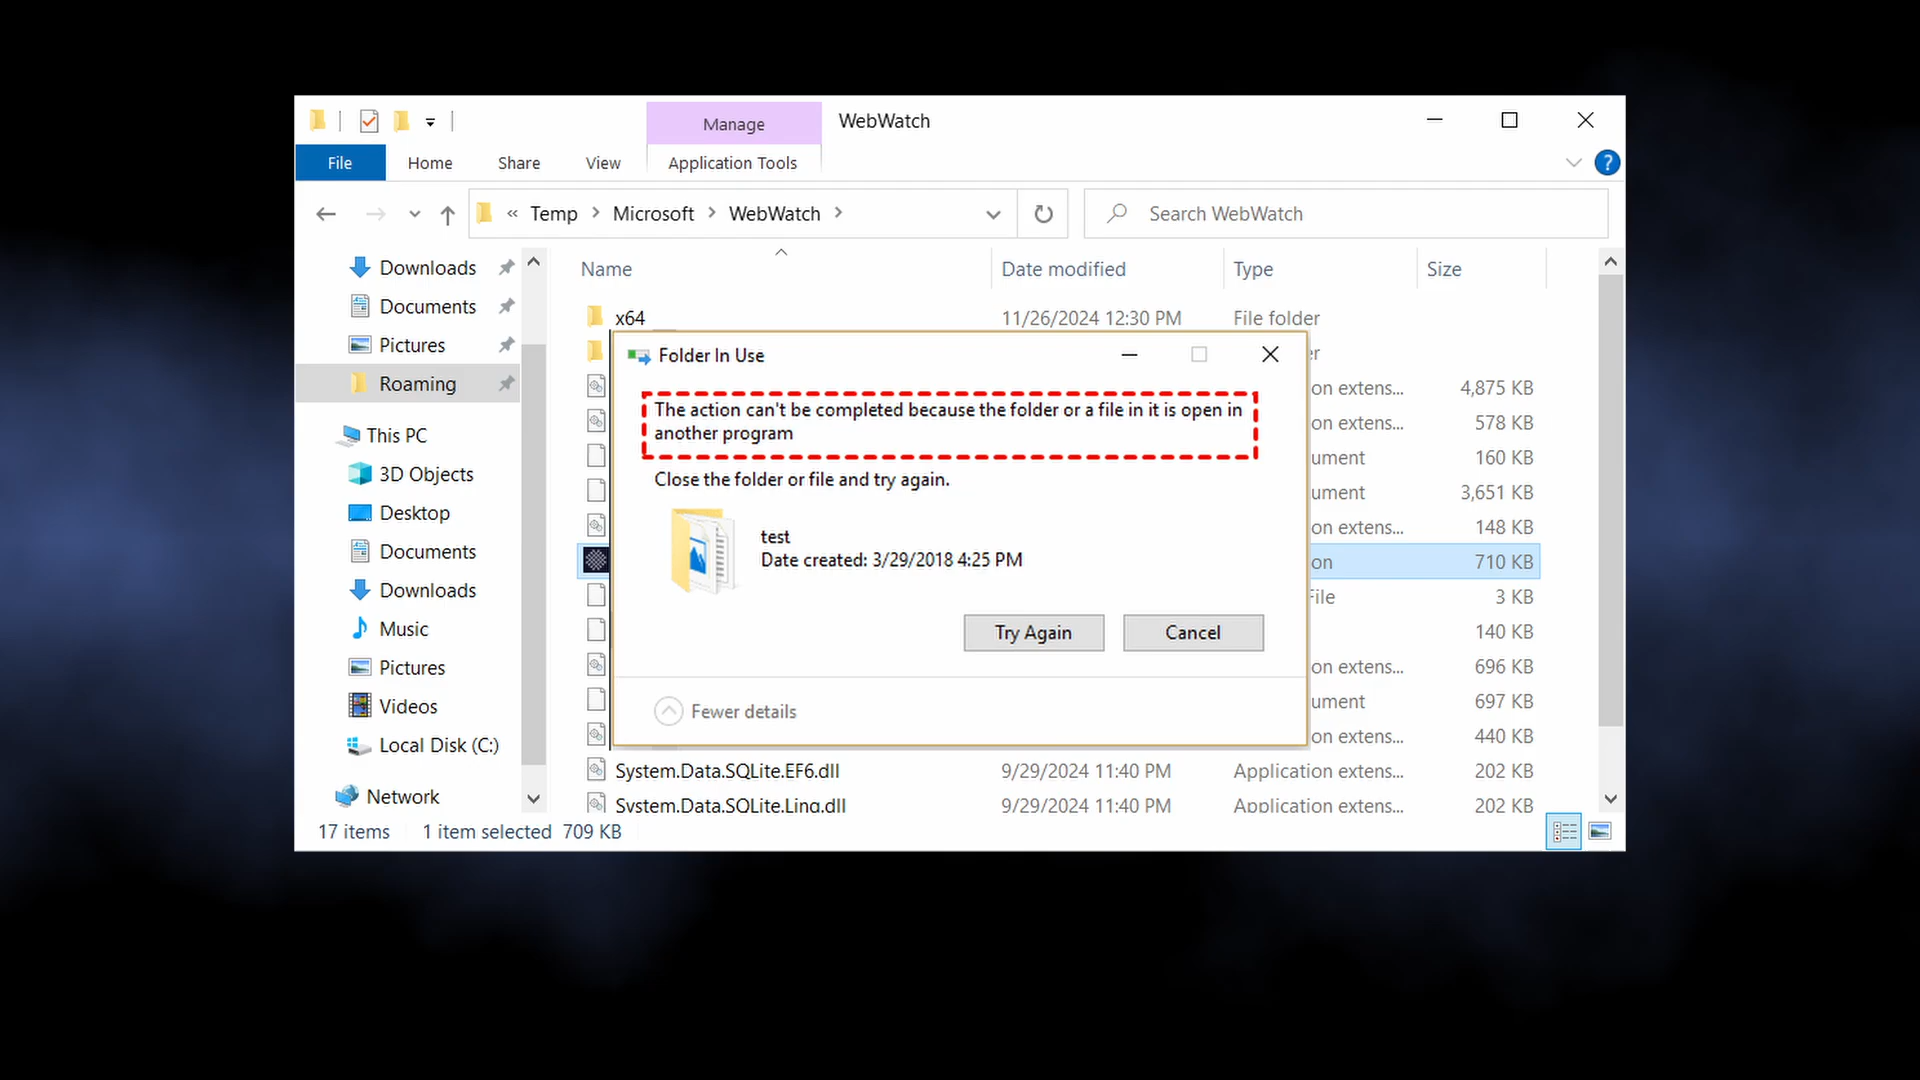 Manage
WebWatch
File
Home
Share
View
Application Tools
?
« Temp > Microsoft > WebWatch >
Search WebWatch
Name
Date modified
Type
Size
Downloads
Documents
Pictures
Roaming
This PC
3D Objects
Desktop
Documents
Downloads
Music
Pictures
Videos
Local Disk (C:)
Network
x64 11/26/2024 12:30 PM File folder
er
on extens... 4,875 KB
on extens... 578 KB
ument 160 KB
ument 3,651 KB
on extens... 148 KB
on 710 KB
File 3 KB
140 KB
on extens... 696 KB
ument 697 KB
on extens... 440 KB
System.Data.SQLite.EF6.dll 9/29/2024 11:40 PM Application extens... 202 KB
System.Data.SQLite.Linq.dll 9/29/2024 11:40 PM Application extens... 202 KB
Folder In Use
The action can't be completed because the folder or a file in it is open in
another program
Close the folder or file and try again.
test
Date created: 3/29/2018 4:25 PM
Try Again
Cancel
Fewer details
17 items 1 item selected 709 KB